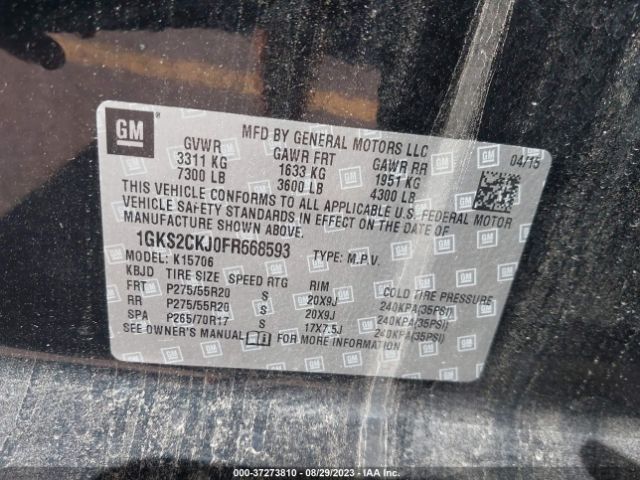 GM
MFD BY GENERAL MOTORS LLC
GVWR GAWR FRT GAWR RR 04/15
3311 KG 1633 KG 1951 KG
7300 LB 3600 LB 4300 LB
THIS VEHICLE CONFORMS TO ALL APPLICABLE U.S. FEDERAL MOTOR
VEHICLE SAFETY STANDARDS IN EFFECT ON THE DATE OF
MANUFACTURE SHOWN ABOVE.
1GKS2CKJ0FR668593 TYPE: M.P.V.
MODEL: K15706
KBJD TIRE SIZE SPEED RTG RIM COLD TIRE PRESSURE
FRT P275/55R20 S 20X9J 240KPA(35PSI)
RR P275/55R20 S 20X9J 240KPA(35PSI)
SPA P265/70R17 S 17X7.5J 240KPA(35PSI)
SEE OWNER'S MANUAL FOR MORE INFORMATION
000-37273810 - 08/29/2023 - IAA Inc.